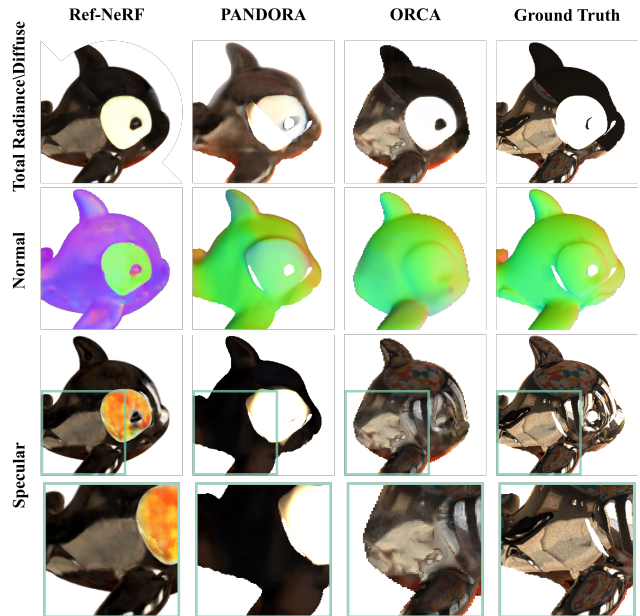 Ref-NeRF
PANDORA
ORCA
Ground Truth
Total Radiance\Diffuse
Normal
Specular